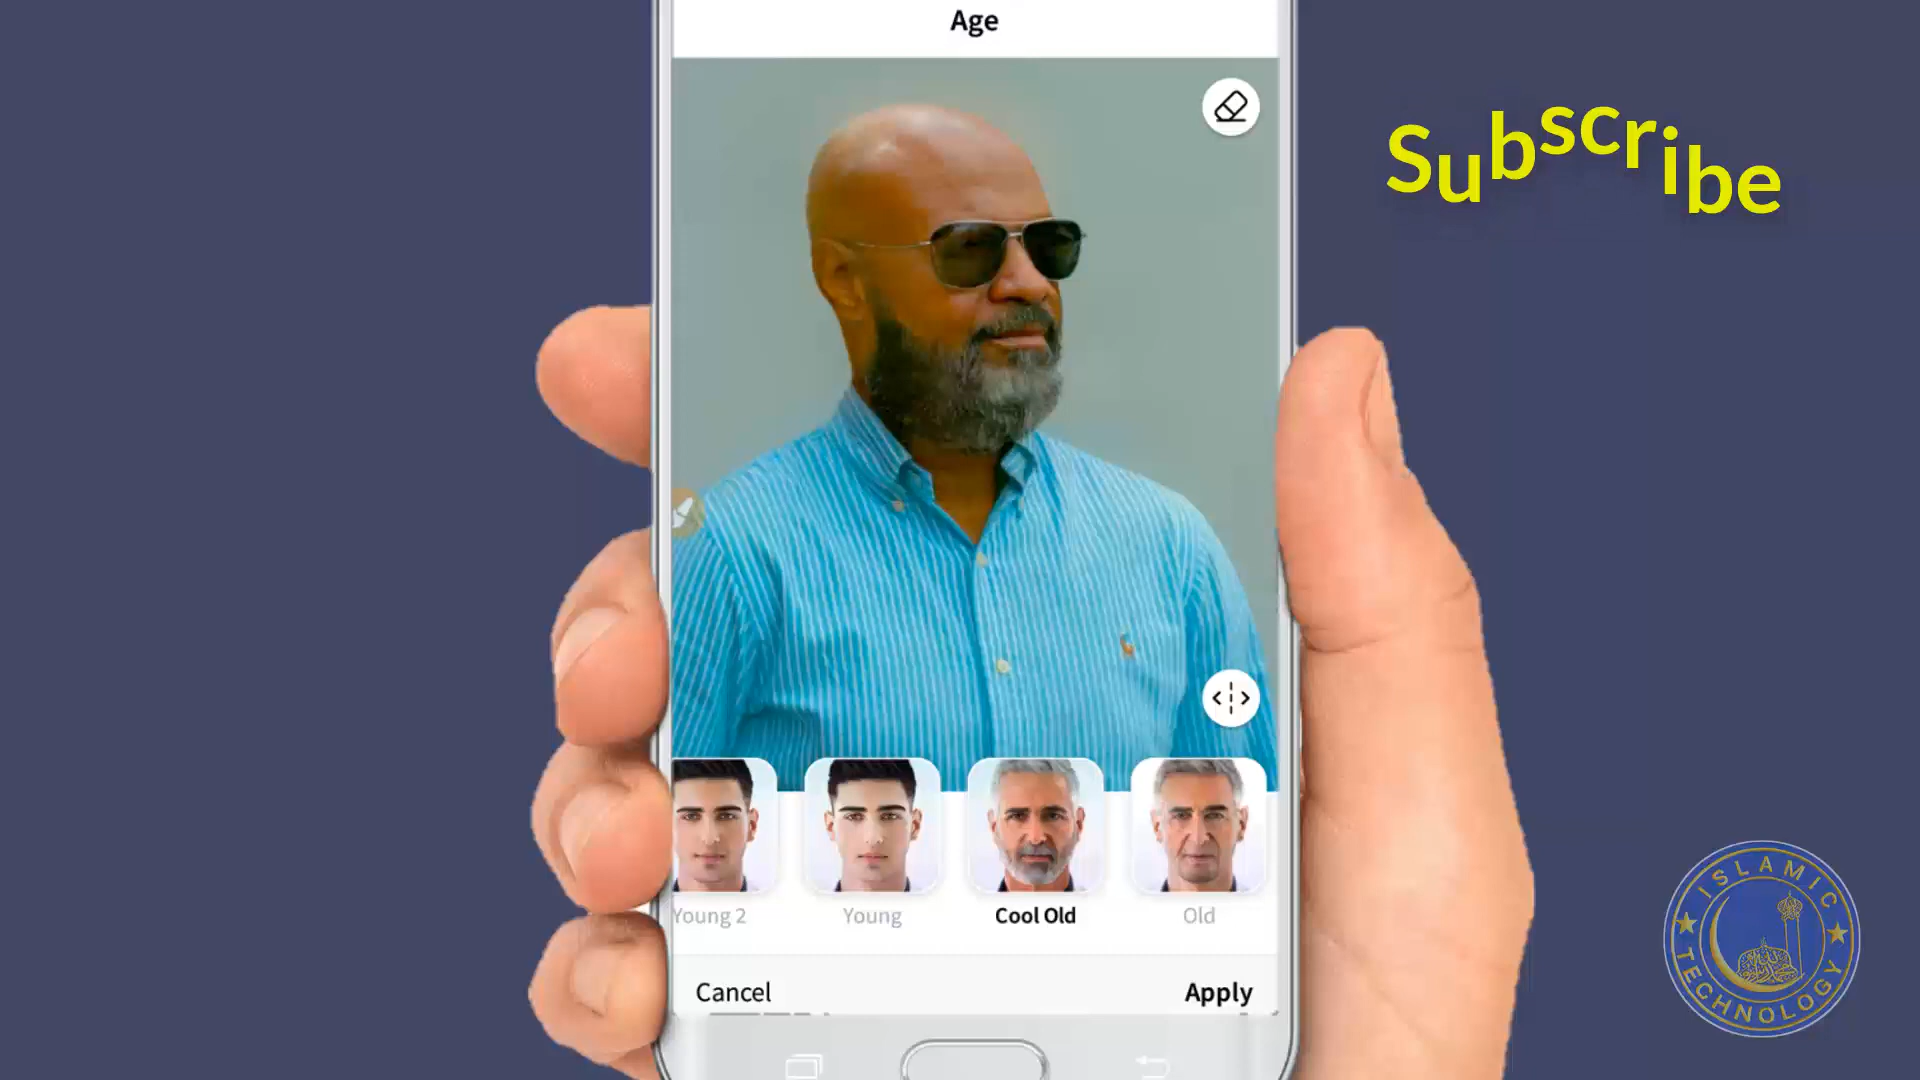 Age
Subscribe
Young 2
Young
Cool Old
Old
Cancel
Apply
ISLAMIC
TECHNOLOGY